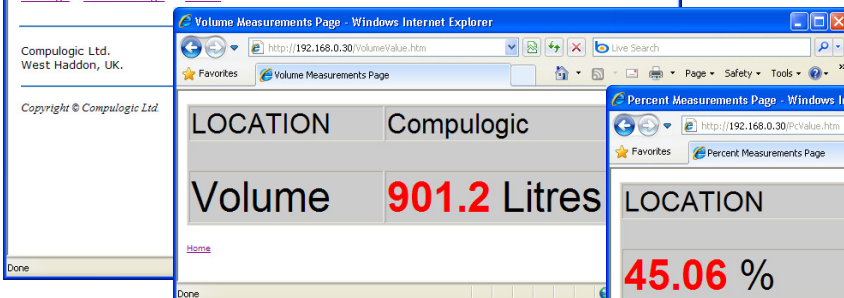 Volume Measurements Page - Windows Internet Explorer
http://192.168.0.30/VolumeValue.htm
Live Search
Favorites
Volume Measurements Page
Page
Safety
Tools
LOCATION Compulogic
Volume 901.2 Litres
Home
Done
Compulogic Ltd.
West Haddon, UK.
Copyright © Compulogic Ltd.
Done
Percent Measurements Page - Windows
http://192.168.0.30/PcValue.htm
Favorites
Percent Measurements Page
LOCATION
45.06 %